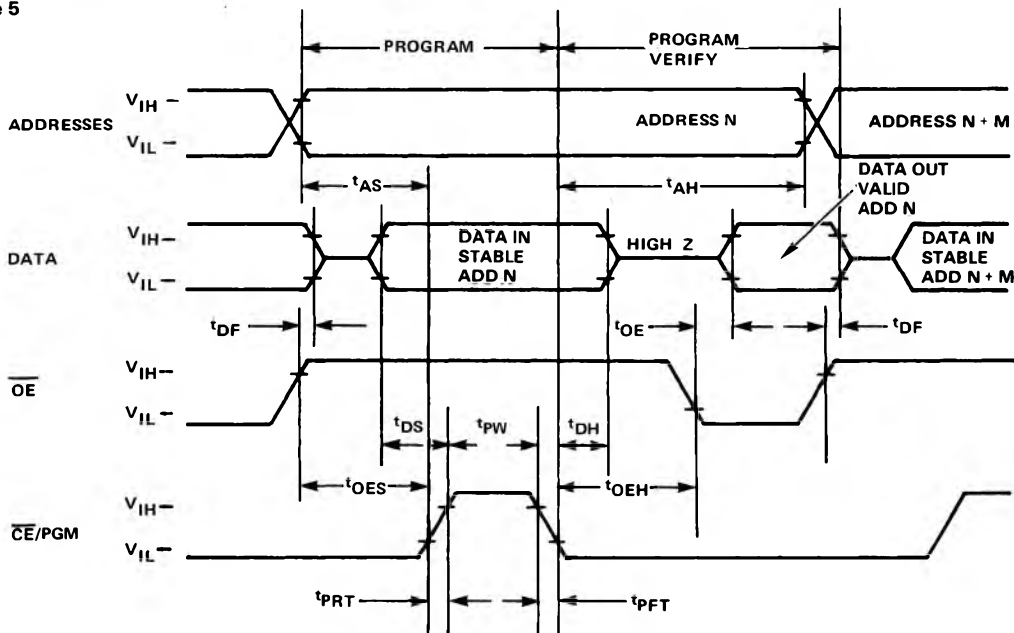 e 5
PROGRAM
PROGRAM
VERIFY
ADDRESSES
VIH
VIL
ADDRESS N
ADDRESS N + M
tAS
tAH
DATA OUT
VALID
ADD N
DATA
VIH
VIL
DATA IN
STABLE
ADD N
HIGH Z
DATA IN
STABLE
ADD N + M
tDF
tOE
tDF
OE
VIH
VIL
tDS
tPW
tDH
tOES
tOEH
CE/PGM
VIH
VIL
tPRT
tPFT